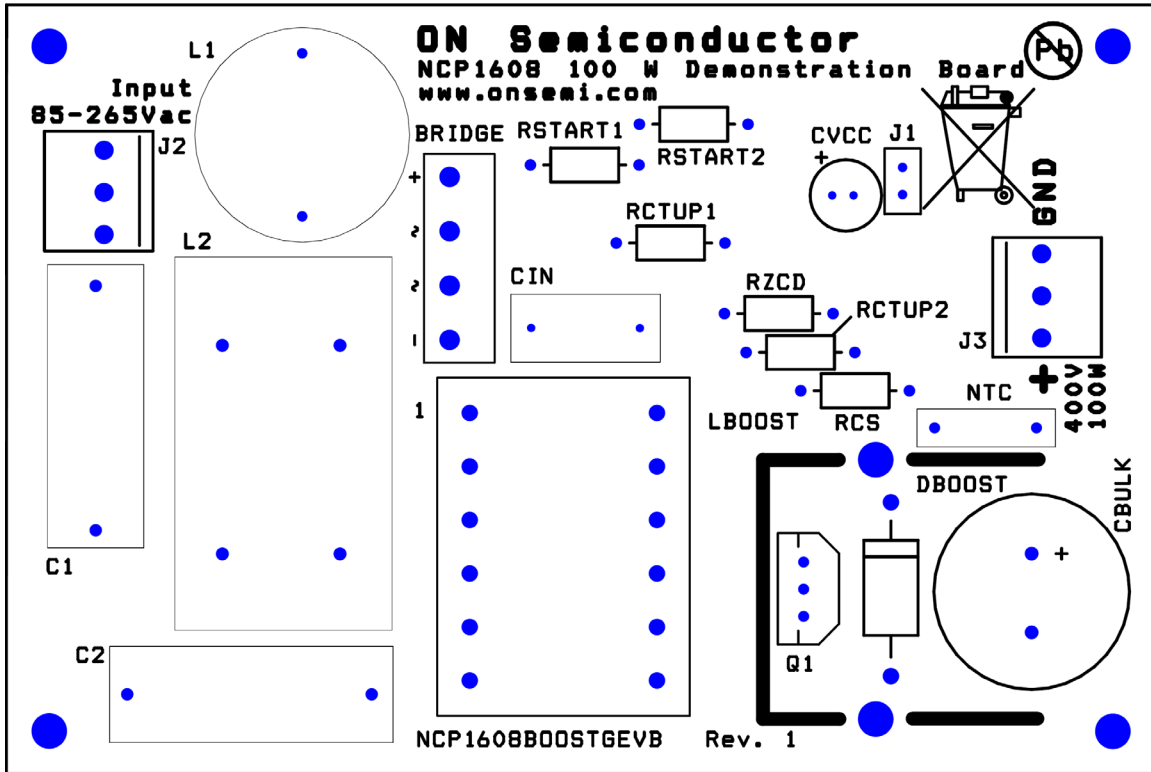 ON Semiconductor
NCP1608 100 W Demonstration Board
www.onsemi.com
Pb
L1
Input
85-265Vac
J2
BRIDGE
RSTART1
RSTART2
CVCC
+
J1
GND
+
~
~
-
RCTUP1
L2
CIN
RZCD
RCTUP2
J3
+
400V
100W
NTC
1
LBOOST
RCS
DBOOST
CBULK
+
C1
Q1
C2
NCP1608BOOSTGEVB Rev. 1